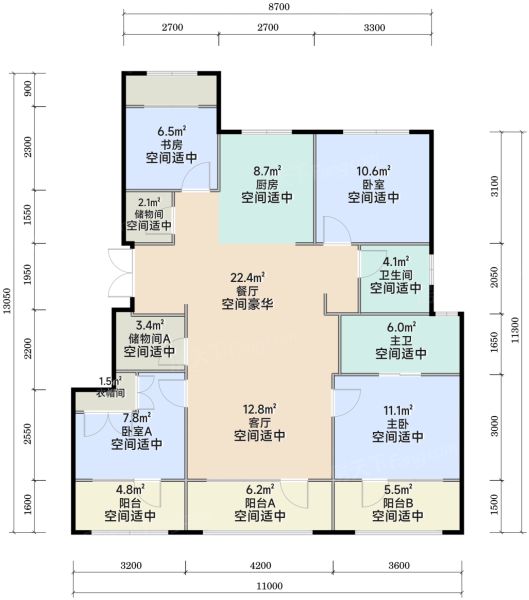 8700
2700
2700
3300
900
2300
1550
1950
2200
2550
1600
13050
3100
2050
1650
3000
1500
11300
6.5㎡
书房
空间适中
8.7㎡
厨房
空间适中
10.6㎡
卧室
空间适中
2.1㎡
储物间
空间适中
22.4㎡
餐厅
空间豪华
4.1㎡
卫生间
空间适中
3.4㎡
储物间A
空间适中
6.0㎡
主卫
空间适中
1.5㎡
衣帽间
7.8㎡
卧室A
空间适中
12.8㎡
客厅
空间适中
11.1㎡
主卧
空间适中
4.8㎡
阳台
空间适中
6.2㎡
阳台A
空间适中
5.5㎡
阳台B
空间适中
3200
4200
3600
11000